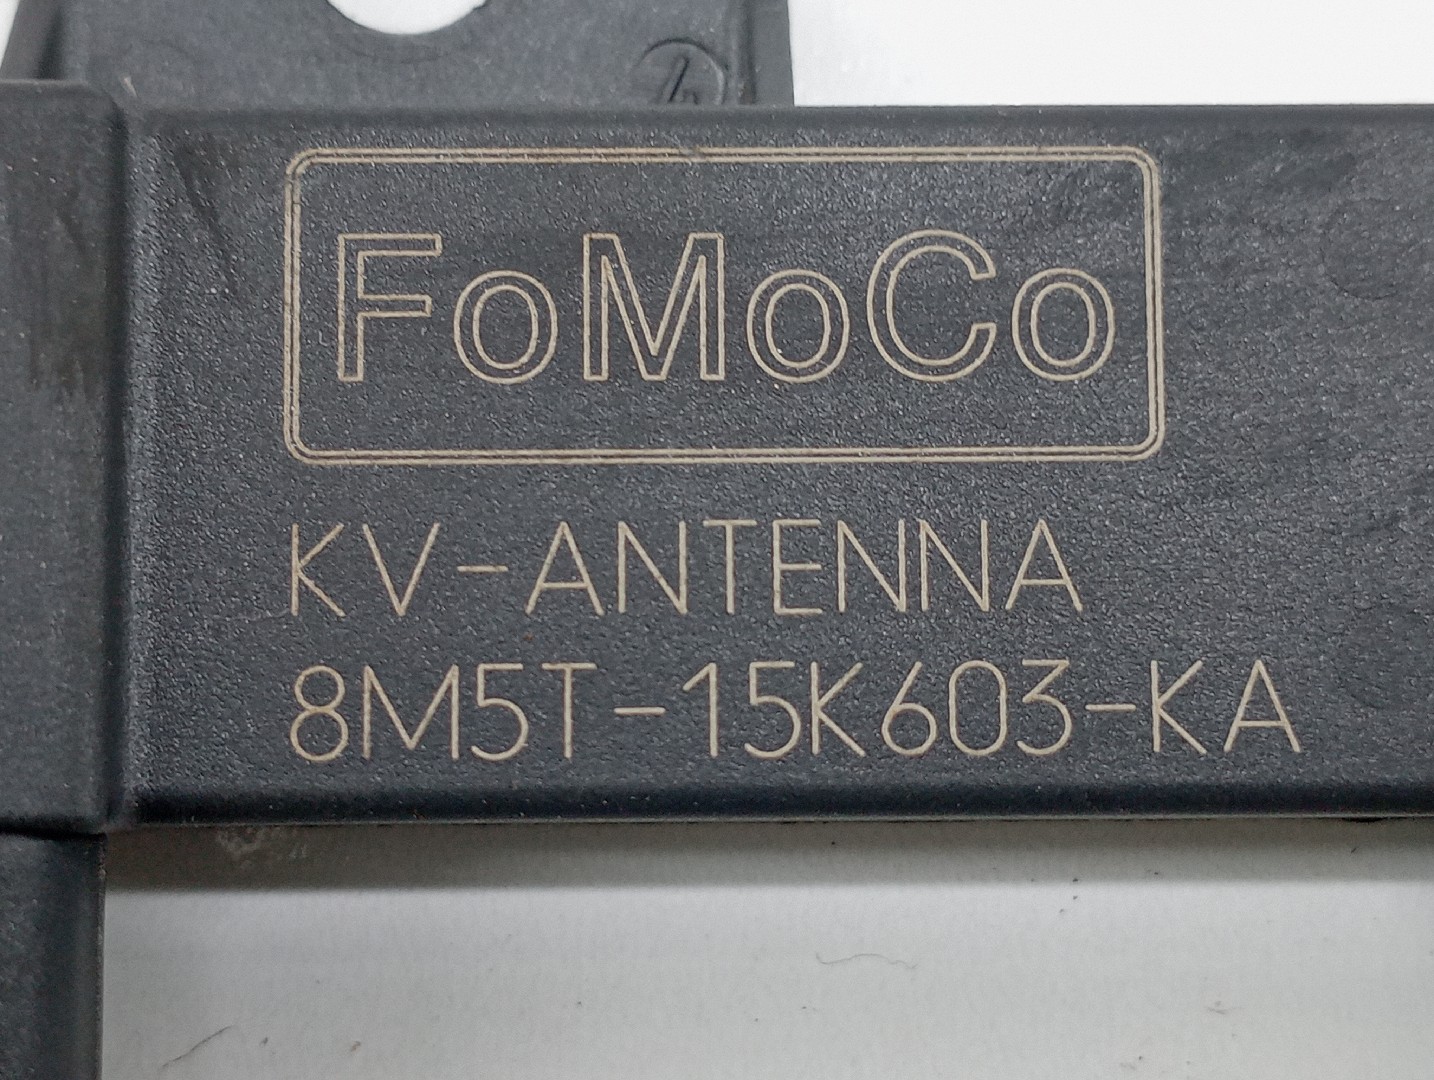 FoMoCo
KV-ANTENNA
8M5T-15K603-KA